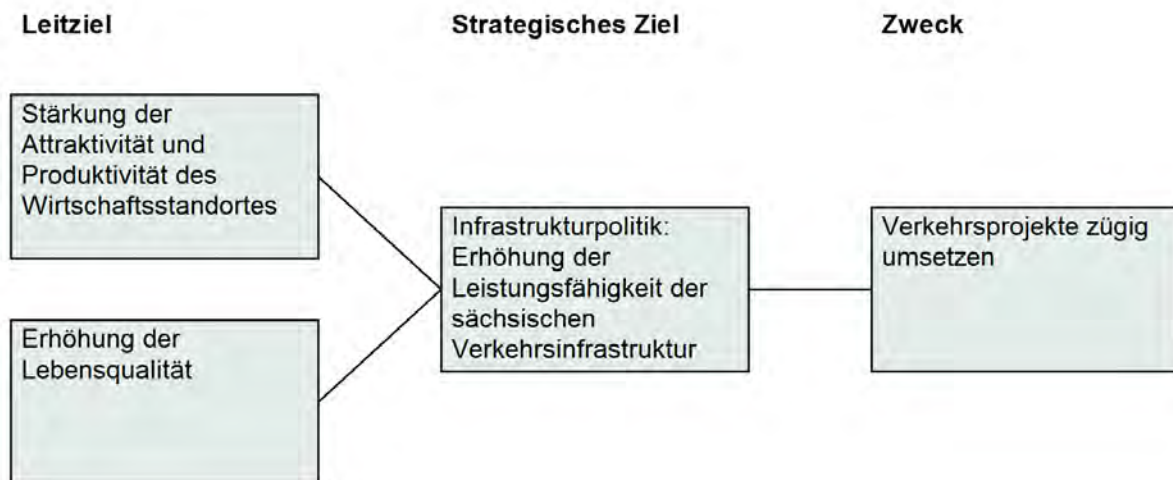 Leitziel
Strategisches Ziel
Zweck
Stärkung der
Attraktivität und
Produktivität des
Wirtschaftsstandortes
Erhöhung der
Lebensqualität
Infrastrukturpolitik:
Erhöhung der
Leistungsfähigkeit der
sächsischen
Verkehrsinfrastruktur
Verkehrsprojekte zügig
umsetzen